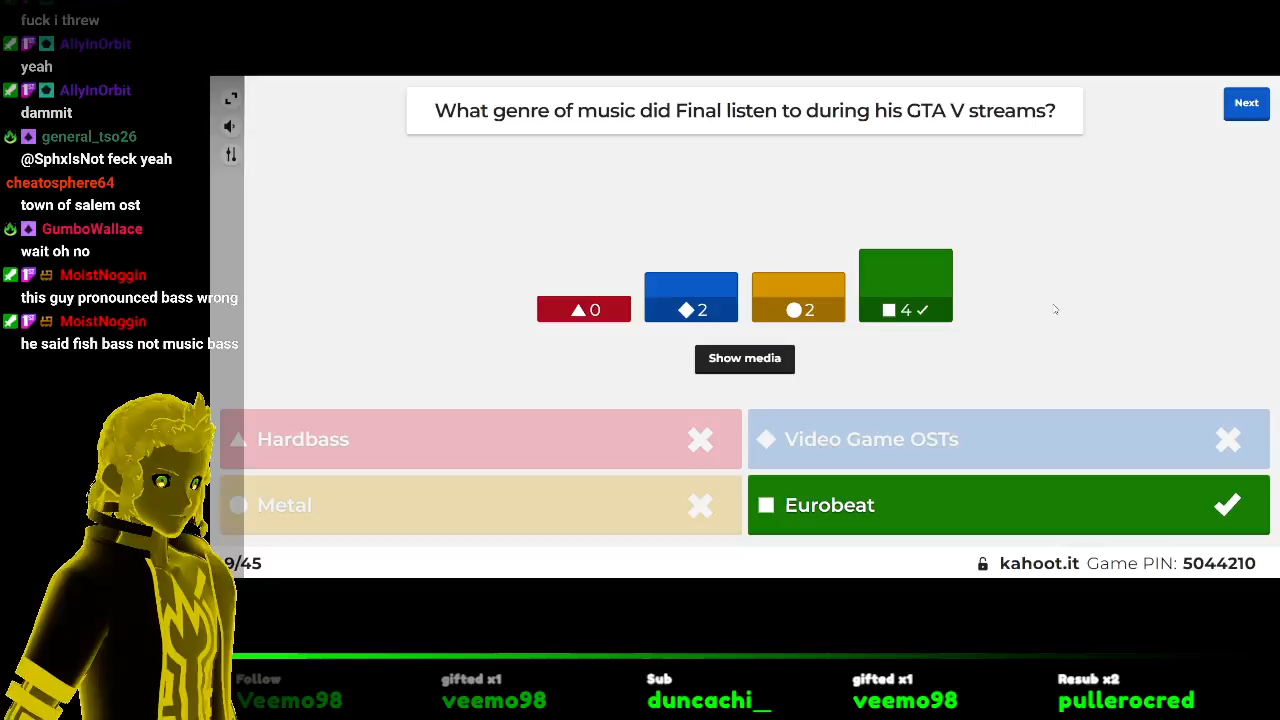 fuck i threw
AllyInOrbit
yeah
AllyInOrbit
dammit
general_tso26
@SphxIsNot feck yeah
cheatosphere64
town of salem ost
GumboWallace
wait oh no
MoistNoggin
this guy pronounced bass wrong
MoistNoggin
he said fish bass not music bass
What genre of music did Final listen to during his GTA V streams?
Next
0
2
2
4
Show media
Hardbass
Video Game OSTs
Metal
Eurobeat
9/45
kahoot.it Game PIN: 5044210
Follow
Veemo98
gifted x1
veemo98
Sub
duncachi__
gifted x1
veemo98
Resub x2
pullerocred